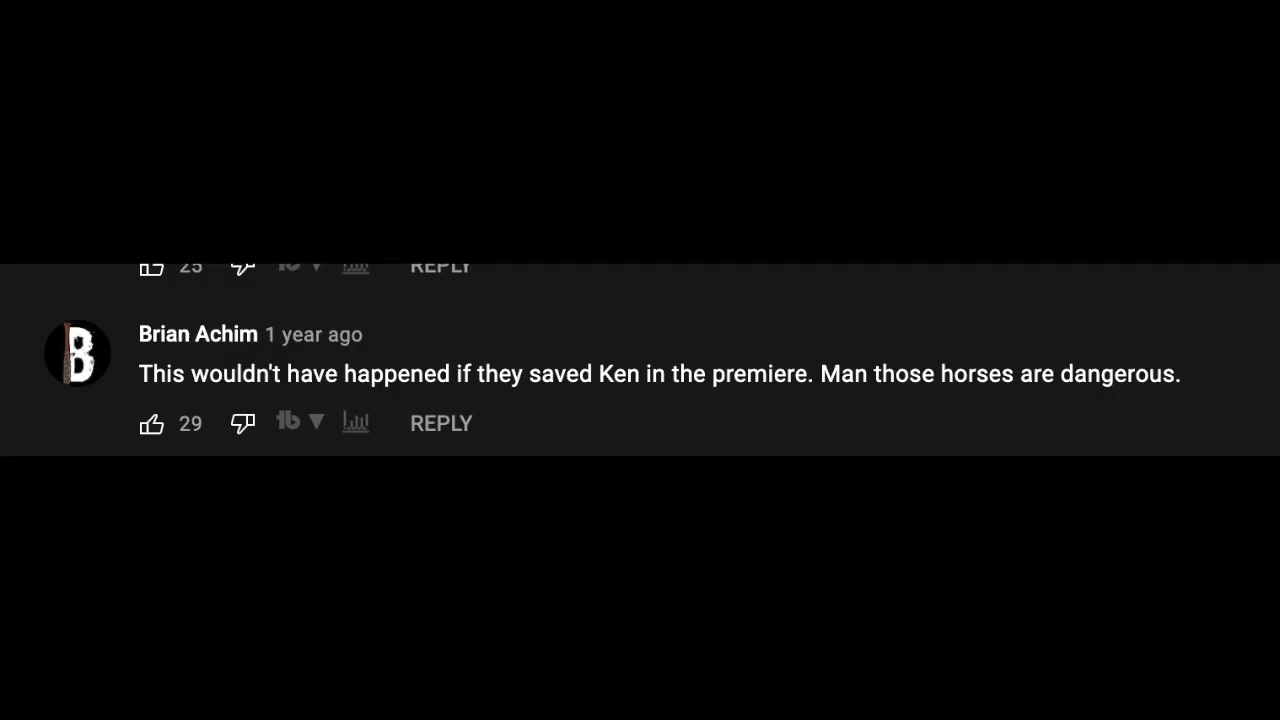 25 REPLY
B
Brian Achim 1 year ago
This wouldn't have happened if they saved Ken in the premiere. Man those horses are dangerous.
29 tb REPLY